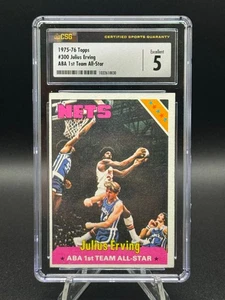 CSG
CERTIFIED SPORTS GUARANTY
1975-76 Topps
#300 Julius Erving
ABA 1st Team All-Star
Excellent
5
NETS
Julius Erving
ABA 1st TEAM ALL-STAR